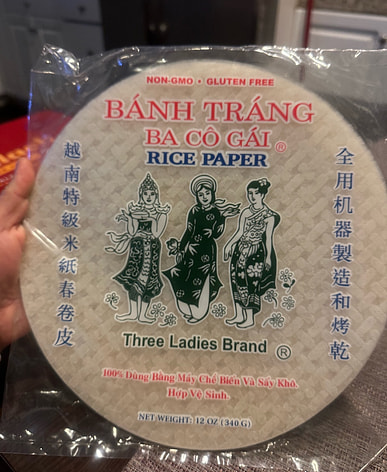 NON-GMO • GLUTEN FREE
BÁNH TRÁNG
BA CÔ GÁI ®
RICE PAPER
越南特級米紙春卷皮
全用机器製造和烤乾
Three Ladies Brand ®
100% Dùng Bằng Máy Chế Biến Và Sấy Khô.
Hợp Vệ Sinh.
NET WEIGHT: 12 OZ (340 G)